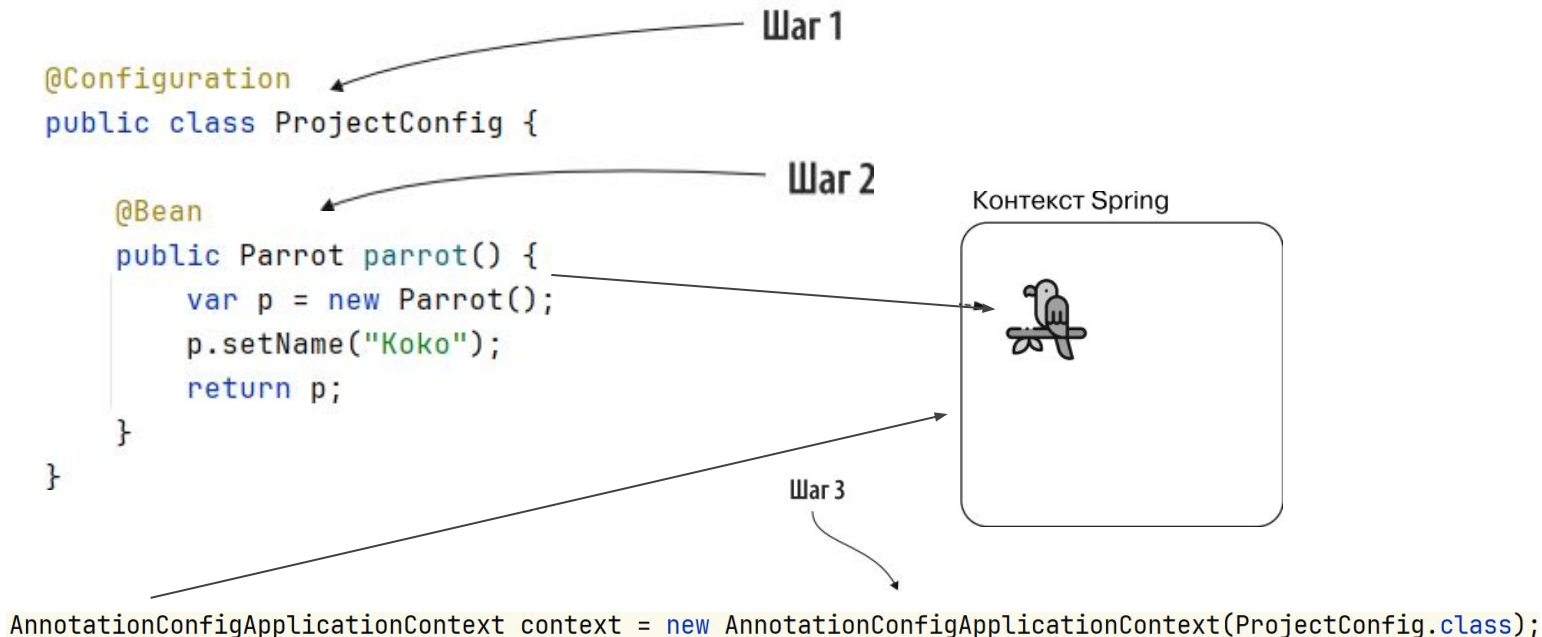 Шаг 1
@Configuration
public class ProjectConfig {
Шаг 2
@Bean
public Parrot parrot() {
var p = new Parrot();
p.setName("Koko");
return p;
}
}
Контекст Spring
Шаг 3
AnnotationConfigApplicationContext context = new AnnotationConfigApplicationContext(ProjectConfig.class);